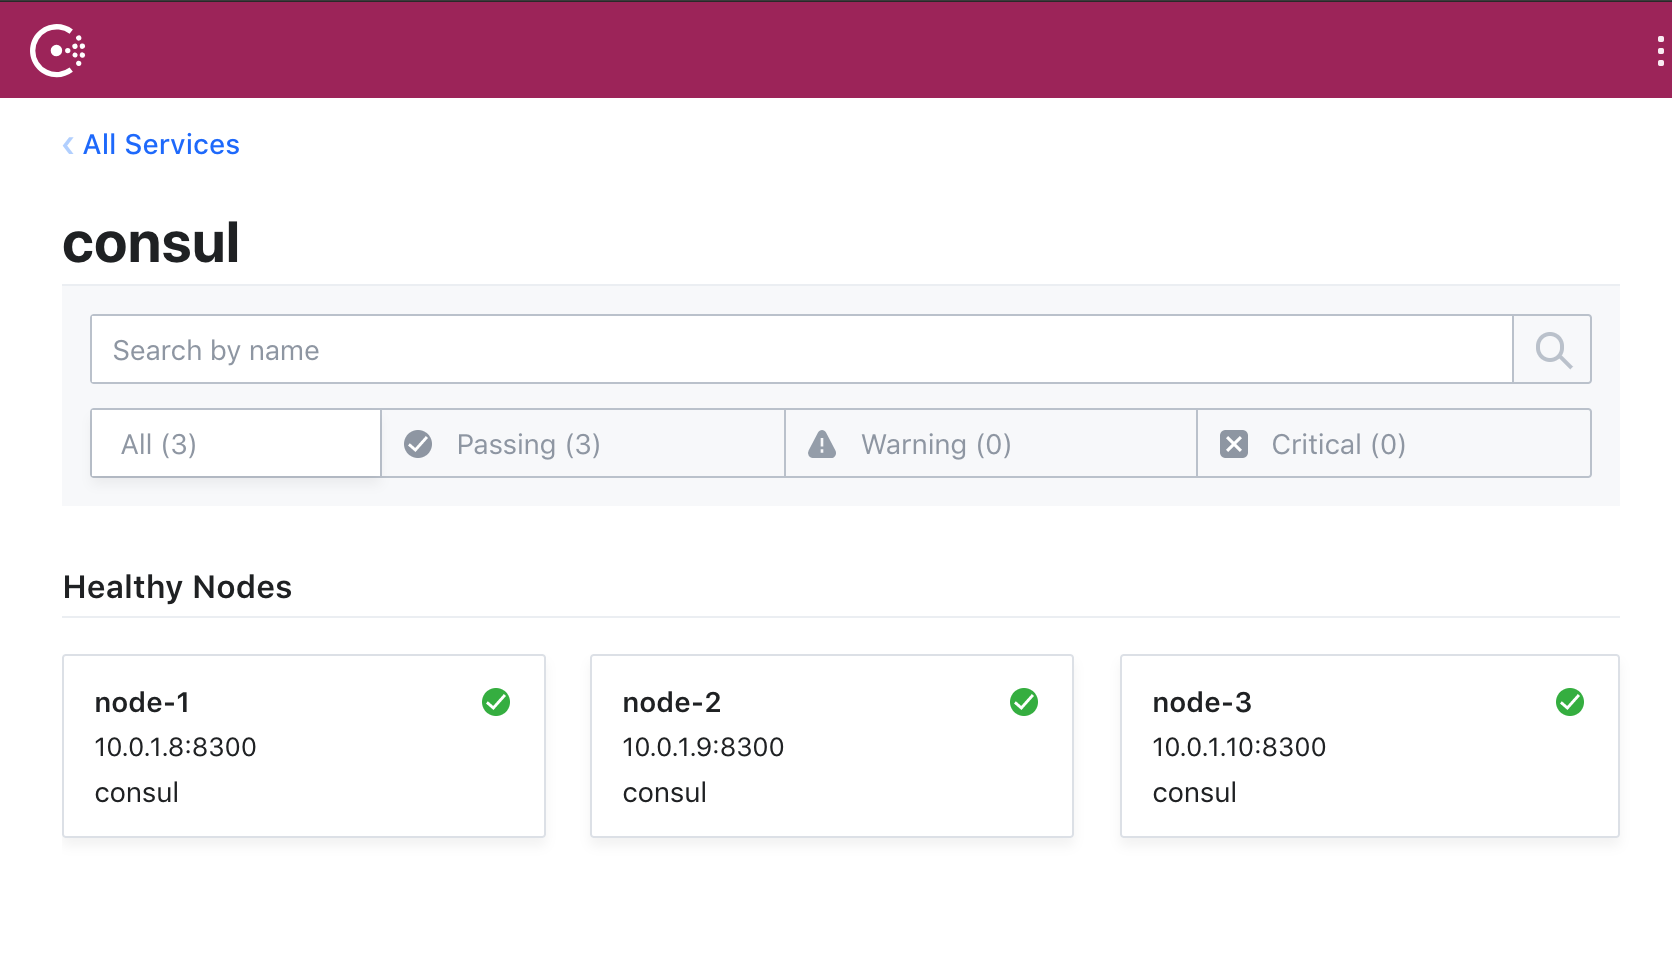 All Services
consul
Search by name
All (3) Passing (3) Warning (0) Critical (0)
Healthy Nodes
node-1
10.0.1.8:8300
consul
node-2
10.0.1.9:8300
consul
node-3
10.0.1.10:8300
consul